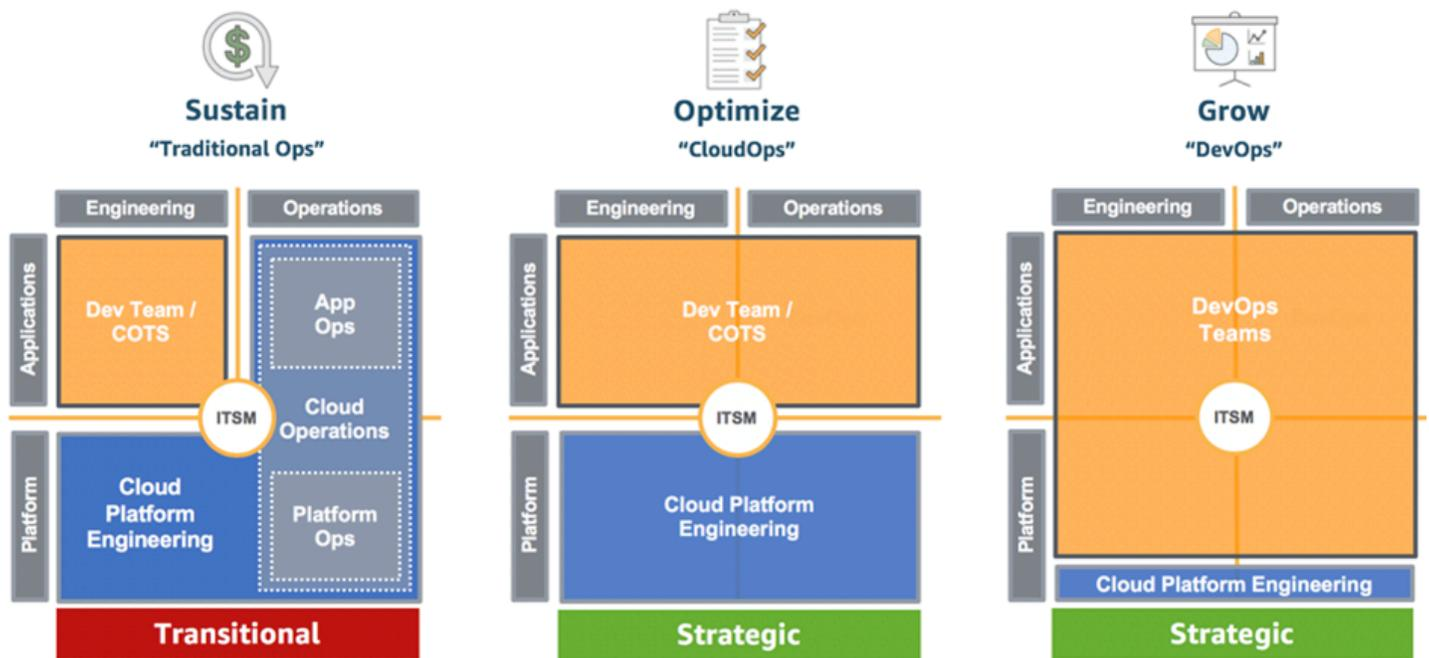 Sustain
“Traditional Ops”
Engineering
Operations
Applications
Platform
Dev Team /
COTS
App
Ops
ITSM
Cloud
Operations
Cloud
Platform
Engineering
Platform
Ops
Transitional
Optimize
“CloudOps”
Engineering
Operations
Applications
Platform
Dev Team /
COTS
ITSM
Cloud Platform
Engineering
Strategic
Grow
“DevOps”
Engineering
Operations
Applications
Platform
DevOps
Teams
ITSM
Cloud Platform Engineering
Strategic